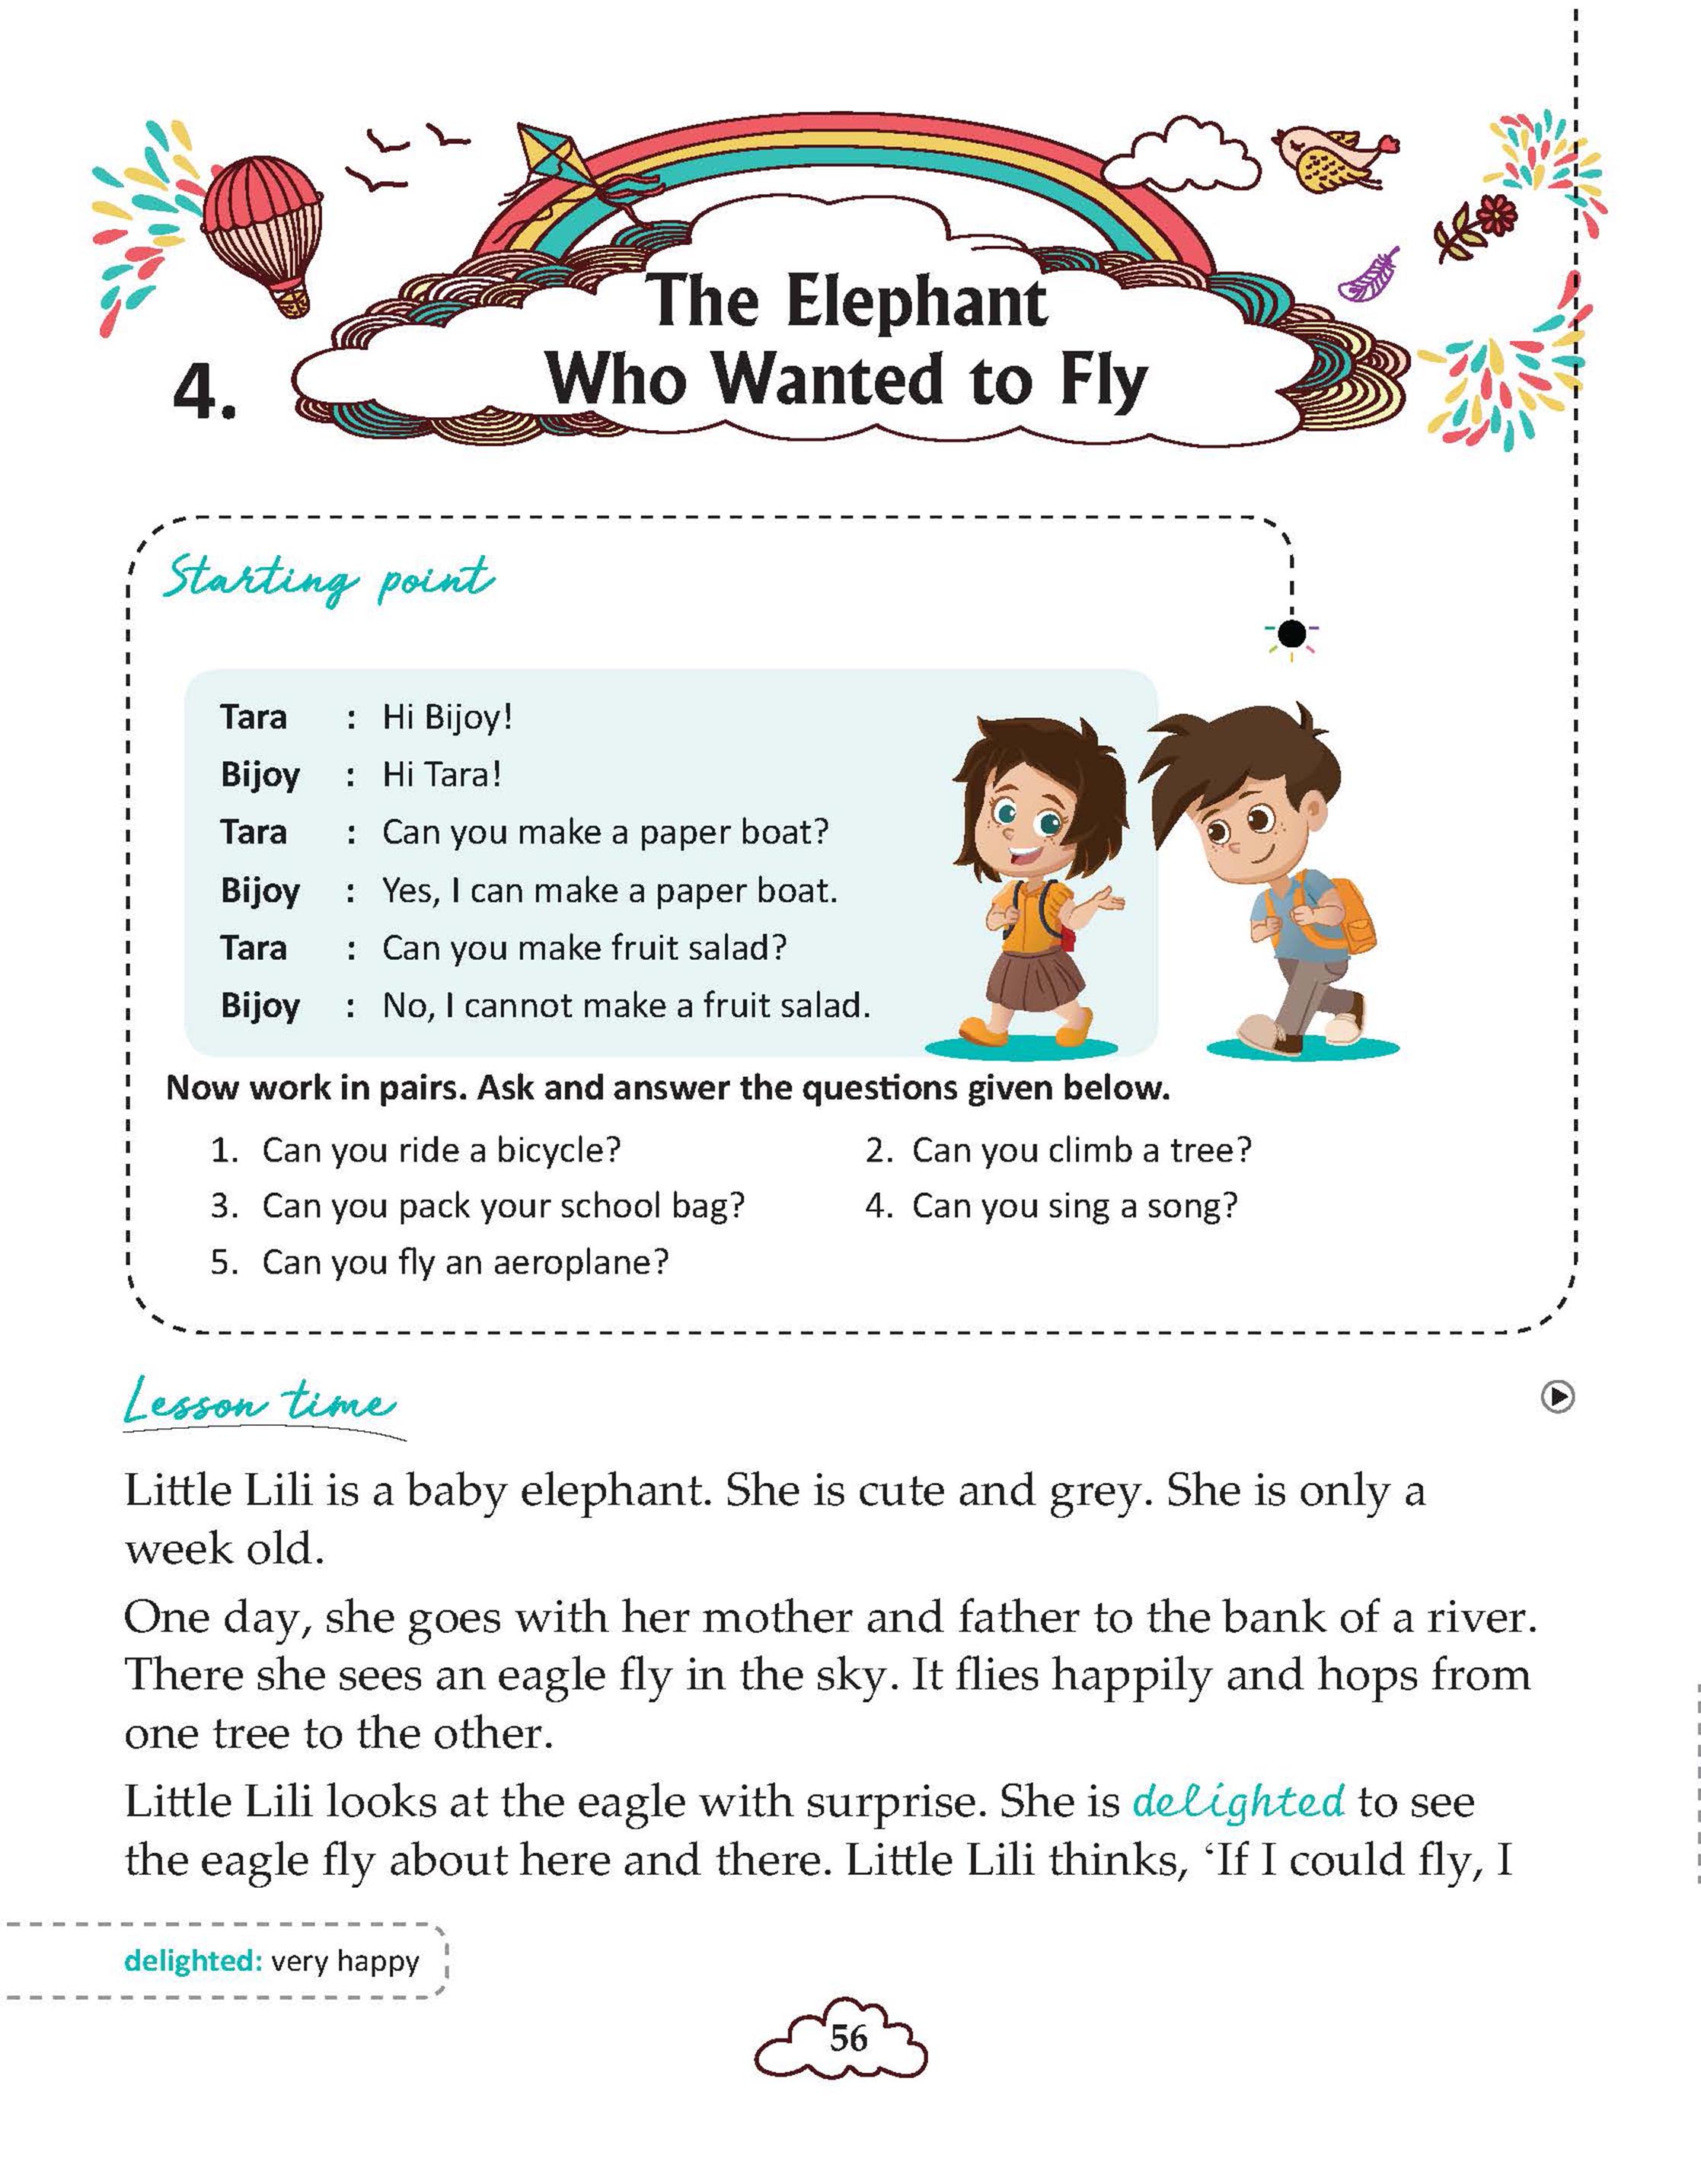 The Elephant
4. Who Wanted to Fly
Starting point
Tara : Hi Bijoy!
Bijoy : Hi Tara!
Tara : Can you make a paper boat?
Bijoy : Yes, I can make a paper boat.
Tara : Can you make fruit salad?
Bijoy : No, I cannot make a fruit salad.
Now work in pairs. Ask and answer the questions given below.
1. Can you ride a bicycle? 2. Can you climb a tree?
3. Can you pack your school bag? 4. Can you sing a song?
5. Can you fly an aeroplane?
Lesson time
Little Lili is a baby elephant. She is cute and grey. She is only a
week old.
One day, she goes with her mother and father to the bank of a river.
There she sees an eagle fly in the sky. It flies happily and hops from
one tree to the other.
Little Lili looks at the eagle with surprise. She is delighted to see
the eagle fly about here and there. Little Lili thinks, ‘If I could fly, I
delighted: very happy
56